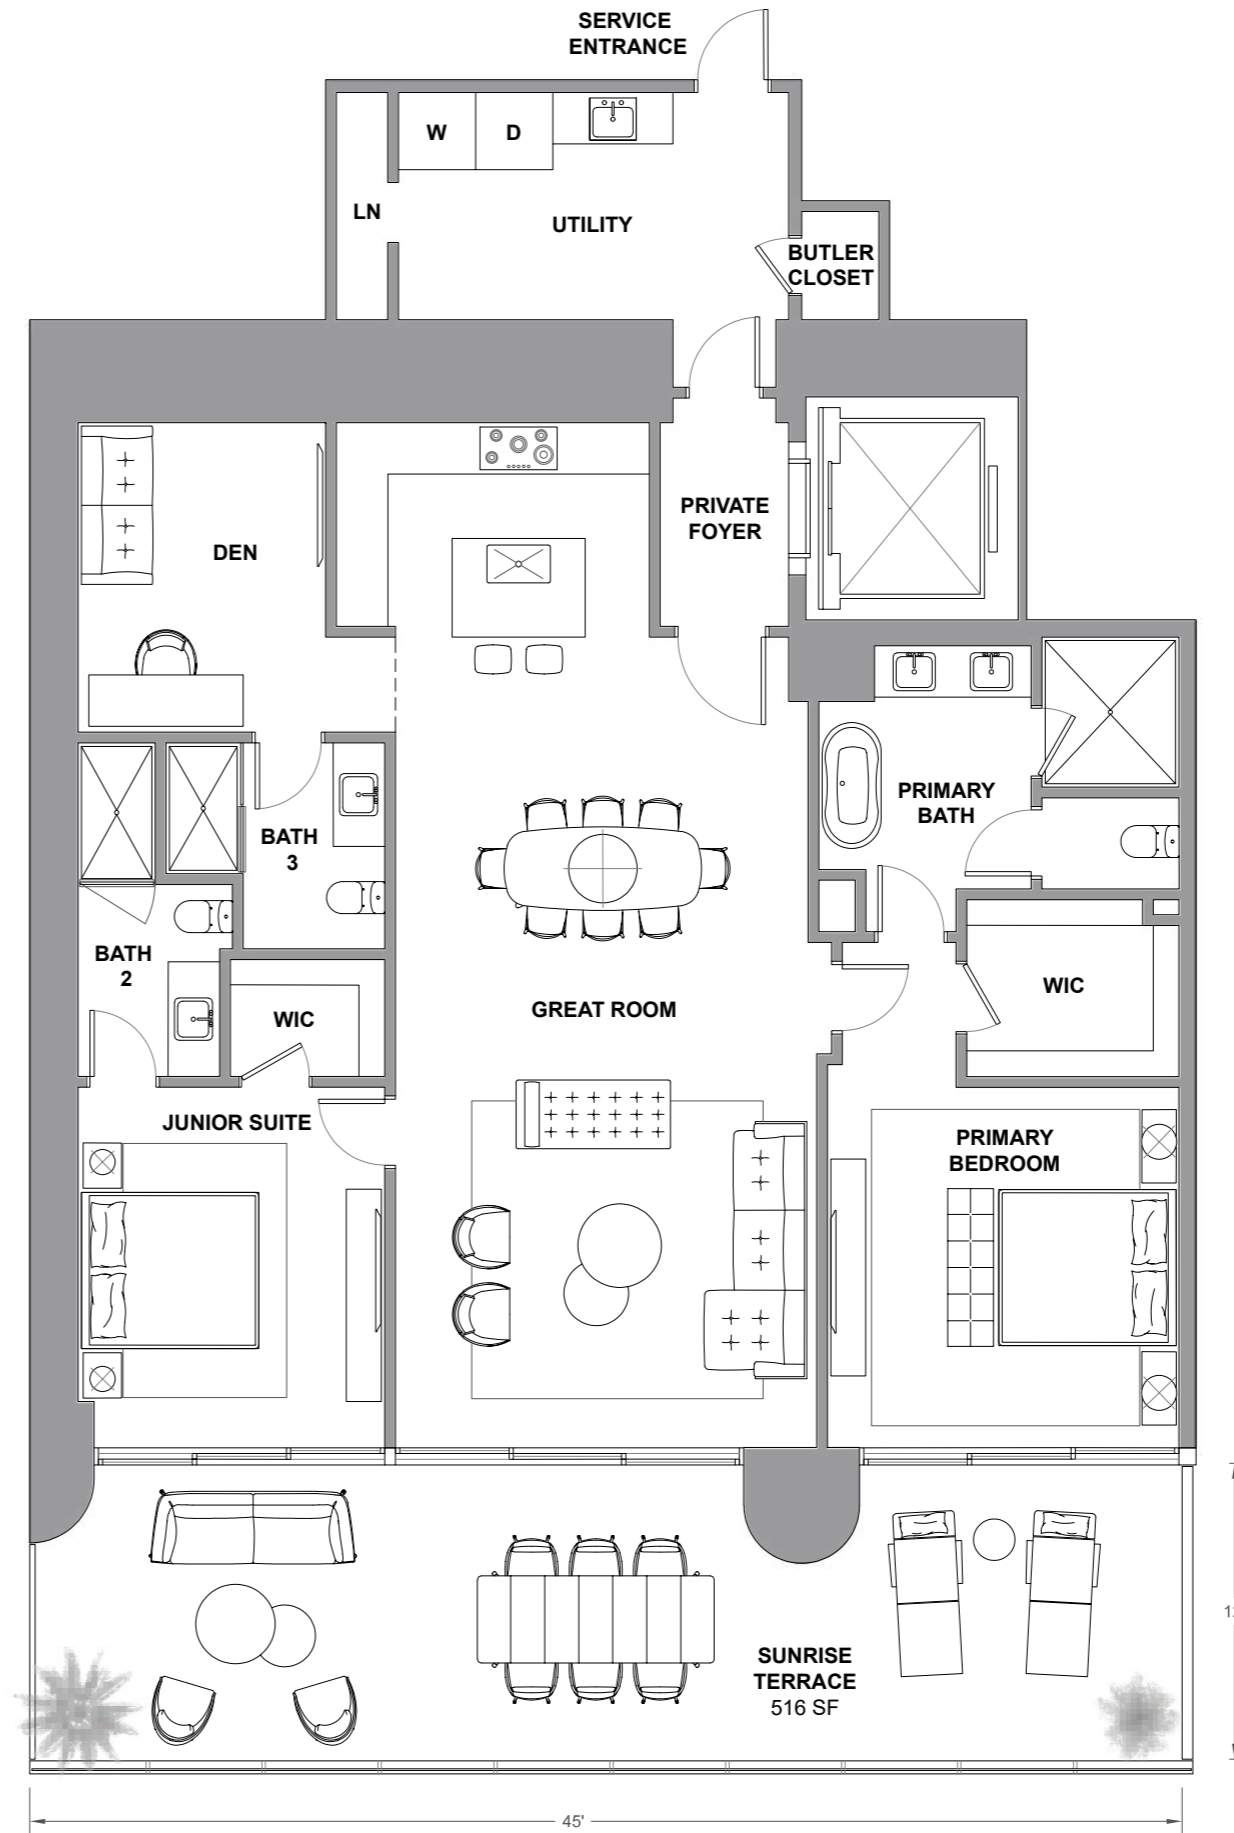 SERVICE
ENTRANCE
W
D
LN
UTILITY
BUTLER
CLOSET
PRIVATE
FOYER
DEN
PRIMARY
BATH
BATH
3
BATH
2
WIC
GREAT ROOM
WIC
JUNIOR SUITE
PRIMARY
BEDROOM
SUNRISE
TERRACE
516 SF
45'